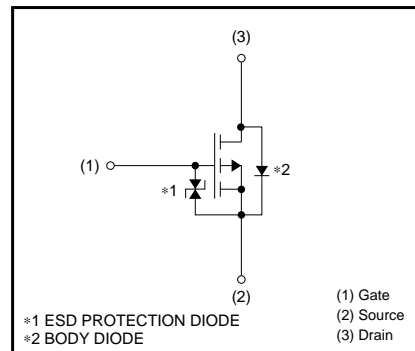 (3)
(1)
∗1
∗2
(2)
∗1 ESD PROTECTION DIODE
∗2 BODY DIODE
(1) Gate
(2) Source
(3) Drain